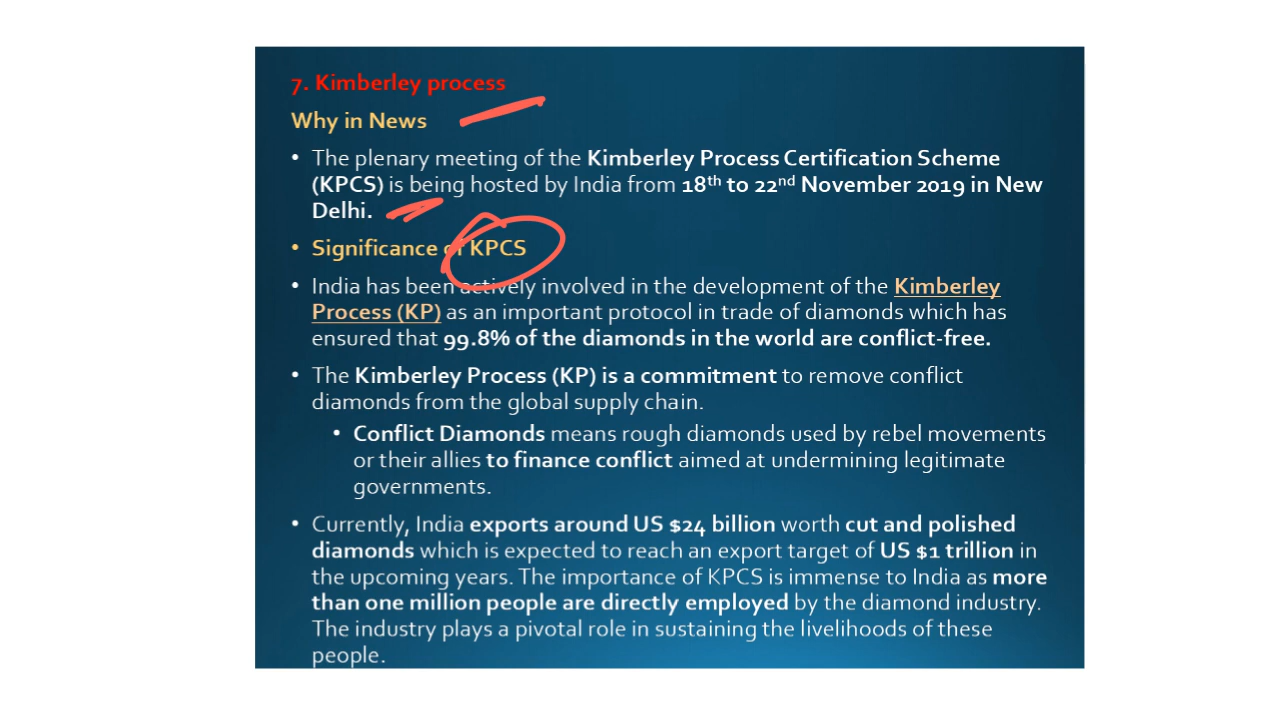 7. Kimberley process
Why in News
• The plenary meeting of the Kimberley Process Certification Scheme
(KPCS) is being hosted by India from 18th to 22nd November 2019 in New
Delhi.
• Significance of KPCS
• India has been actively involved in the development of the Kimberley
Process (KP) as an important protocol in trade of diamonds which has
ensured that 99.8% of the diamonds in the world are conflict-free.
• The Kimberley Process (KP) is a commitment to remove conflict
diamonds from the global supply chain.
• Conflict Diamonds means rough diamonds used by rebel movements
or their allies to finance conflict aimed at undermining legitimate
governments.
• Currently, India exports around US $24 billion worth cut and polished
diamonds which is expected to reach an export target of US $1 trillion in
the upcoming years. The importance of KPCS is immense to India as more
than one million people are directly employed by the diamond industry.
The industry plays a pivotal role in sustaining the livelihoods of these
people.